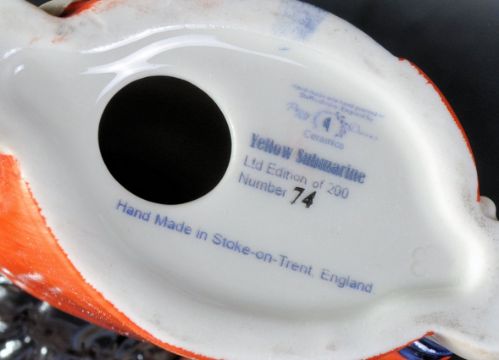 Ceramics
Yellow Submarine
Ltd Edition of 200
Number 74
Hand Made in Stoke-on-Trent, England